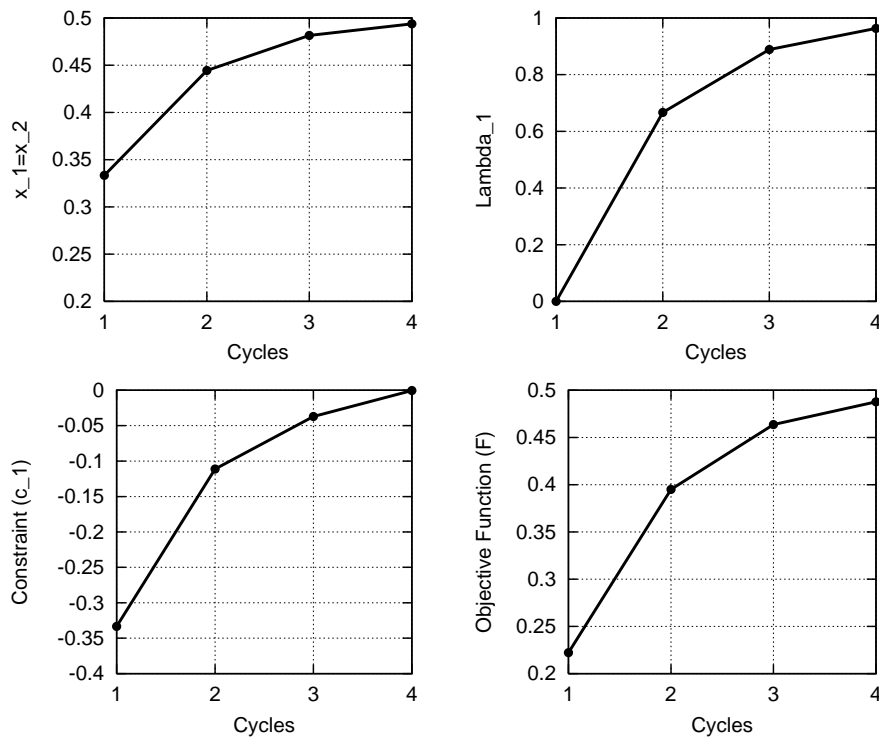 0.5
0.45
0.4
0.35
0.3
0.25
0.2
x_1=x_2
1 2 3 4
Cycles
1
0.8
0.6
0.4
0.2
0
Lambda_1
1 2 3 4
Cycles
0
-0.05
-0.1
-0.15
-0.2
-0.25
-0.3
-0.35
-0.4
Constraint (c_1)
1 2 3 4
Cycles
0.5
0.45
0.4
0.35
0.3
0.25
0.2
Objective Function (F)
1 2 3 4
Cycles